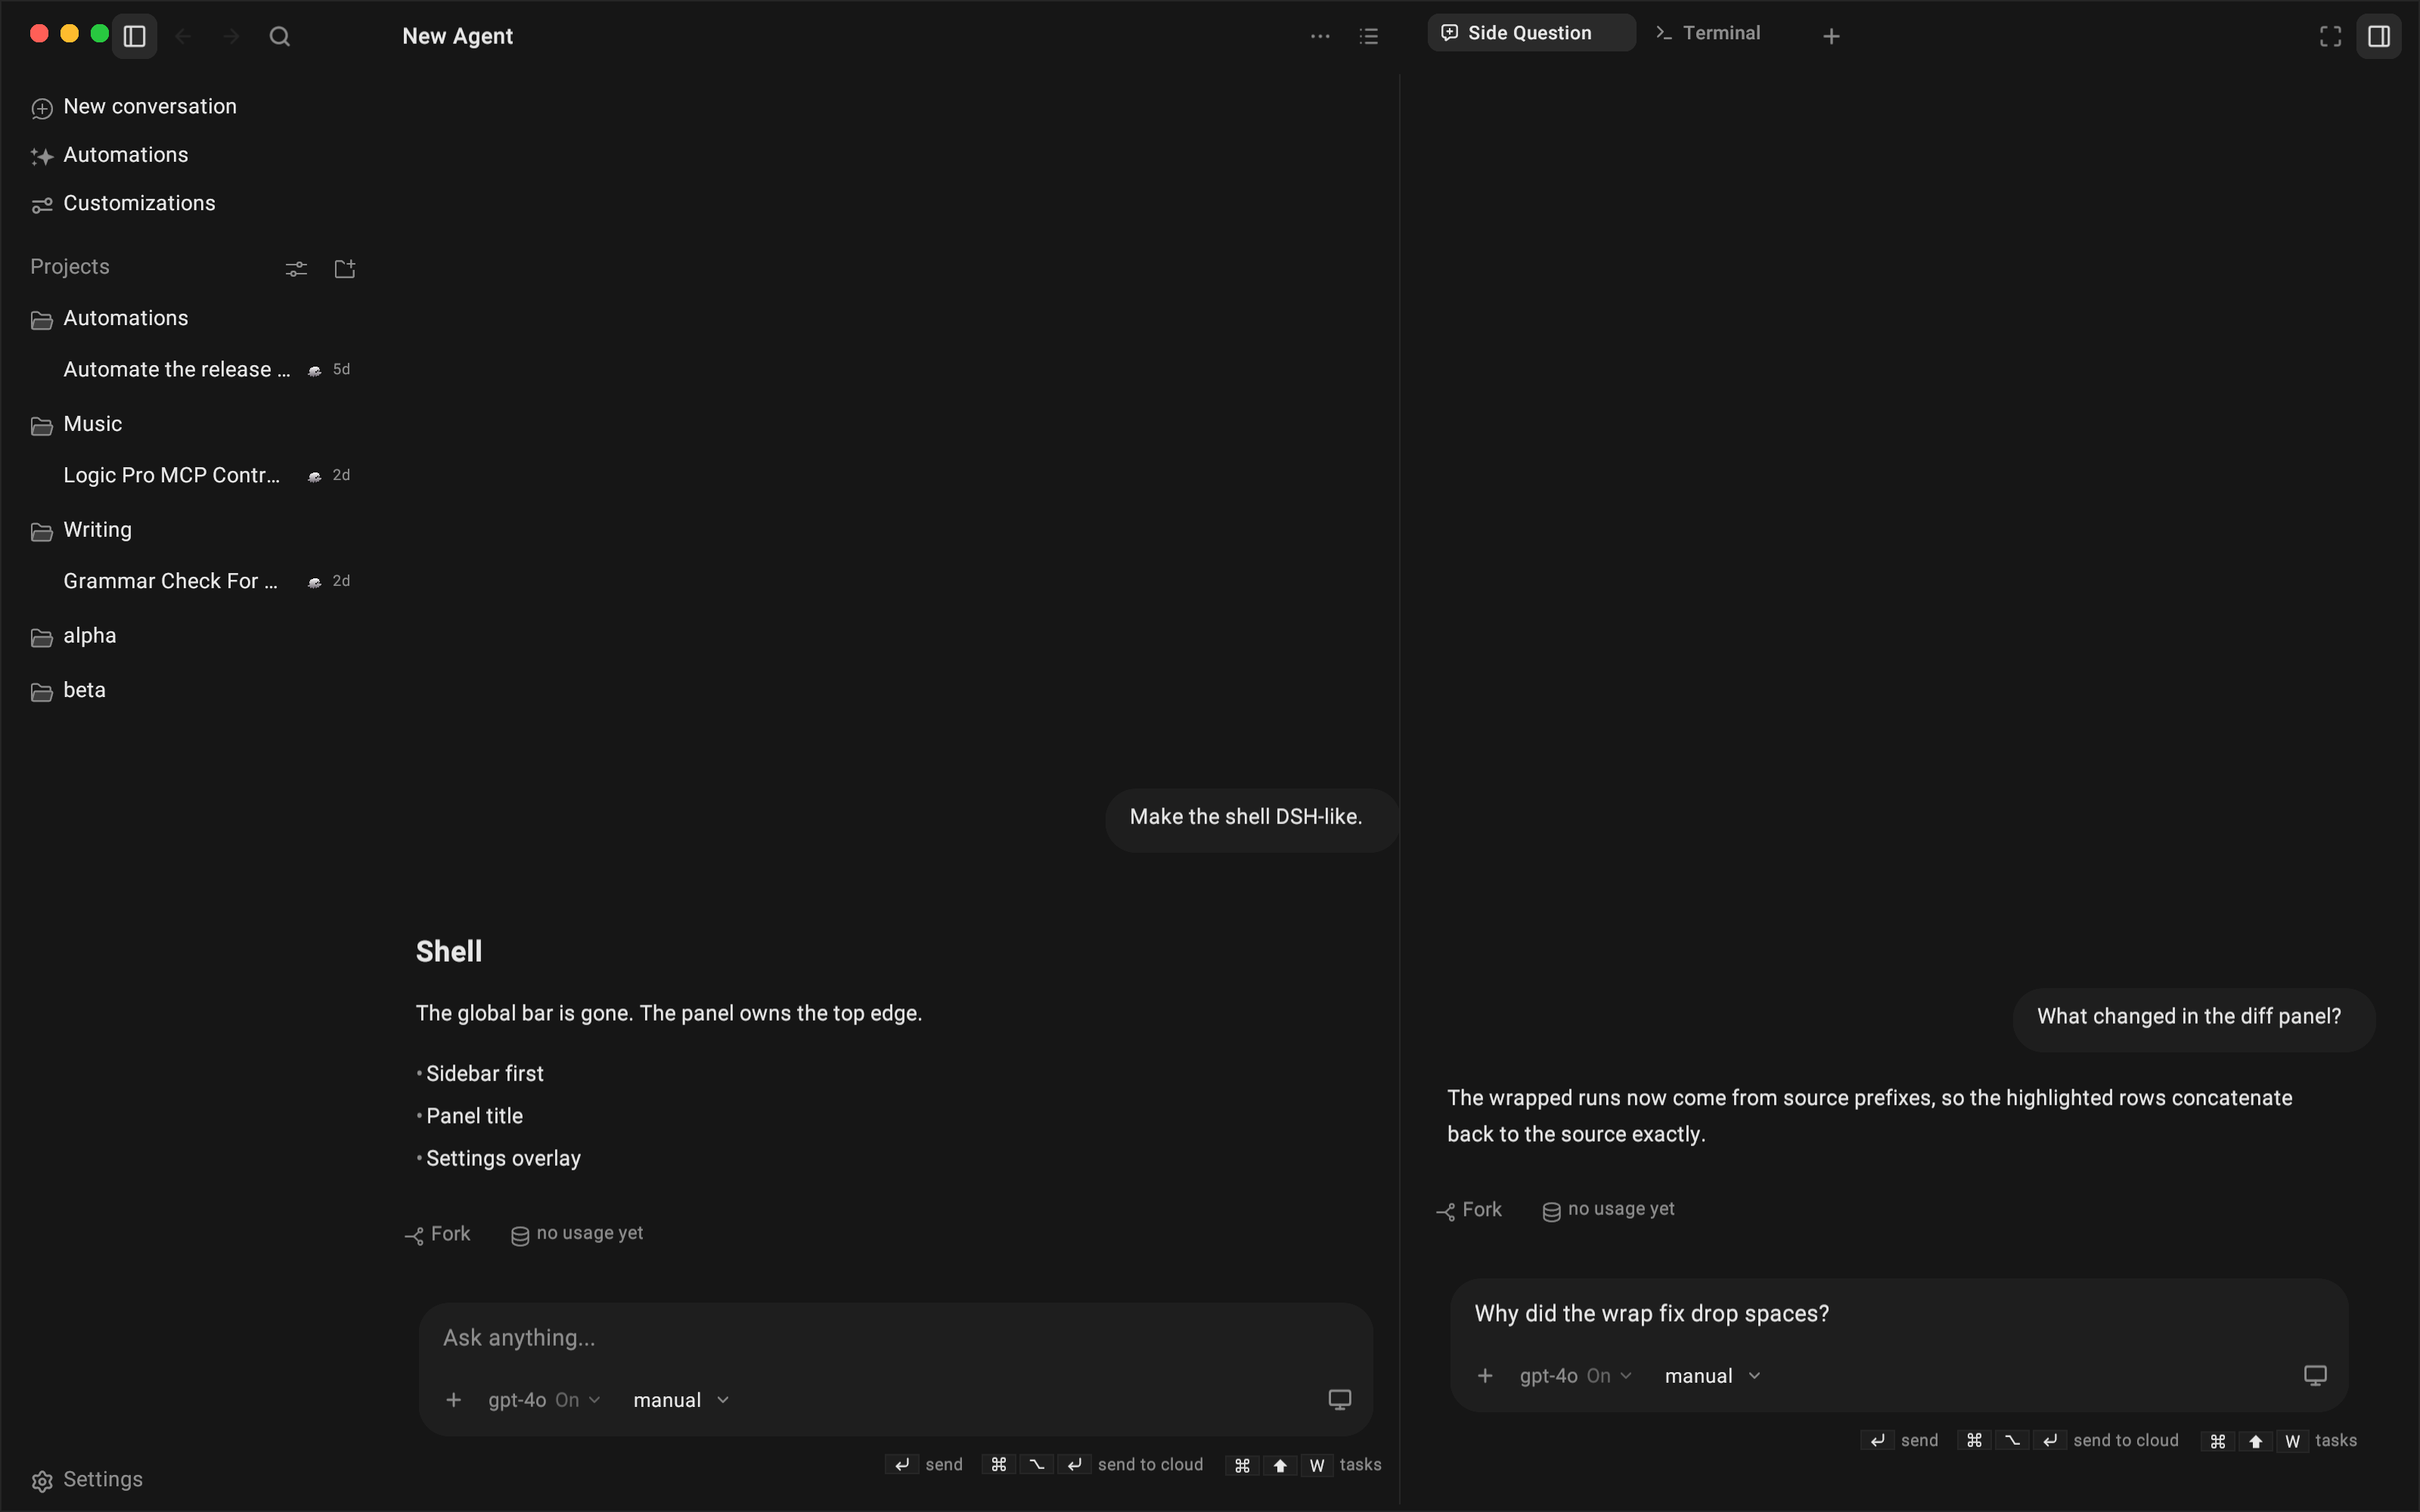 New Agent
Side Question
Terminal
New conversation
Automations
Customizations
Projects
Automations
Automate the release ... 5d
Music
Logic Pro MCP Contr... 2d
Writing
Grammar Check For ... 2d
alpha
beta
Settings
Make the shell DSH-like.
Shell
The global bar is gone. The panel owns the top edge.
• Sidebar first
• Panel title
• Settings overlay
Fork no usage yet
Ask anything...
gpt-4o On manual
↵ send ⌘ ⌥ ↵ send to cloud ⌘ ⬆ W tasks
What changed in the diff panel?
The wrapped runs now come from source prefixes, so the highlighted rows concatenate
back to the source exactly.
Fork no usage yet
Why did the wrap fix drop spaces?
gpt-4o On manual
↵ send ⌘ ⌥ ↵ send to cloud ⌘ ⬆ W tasks